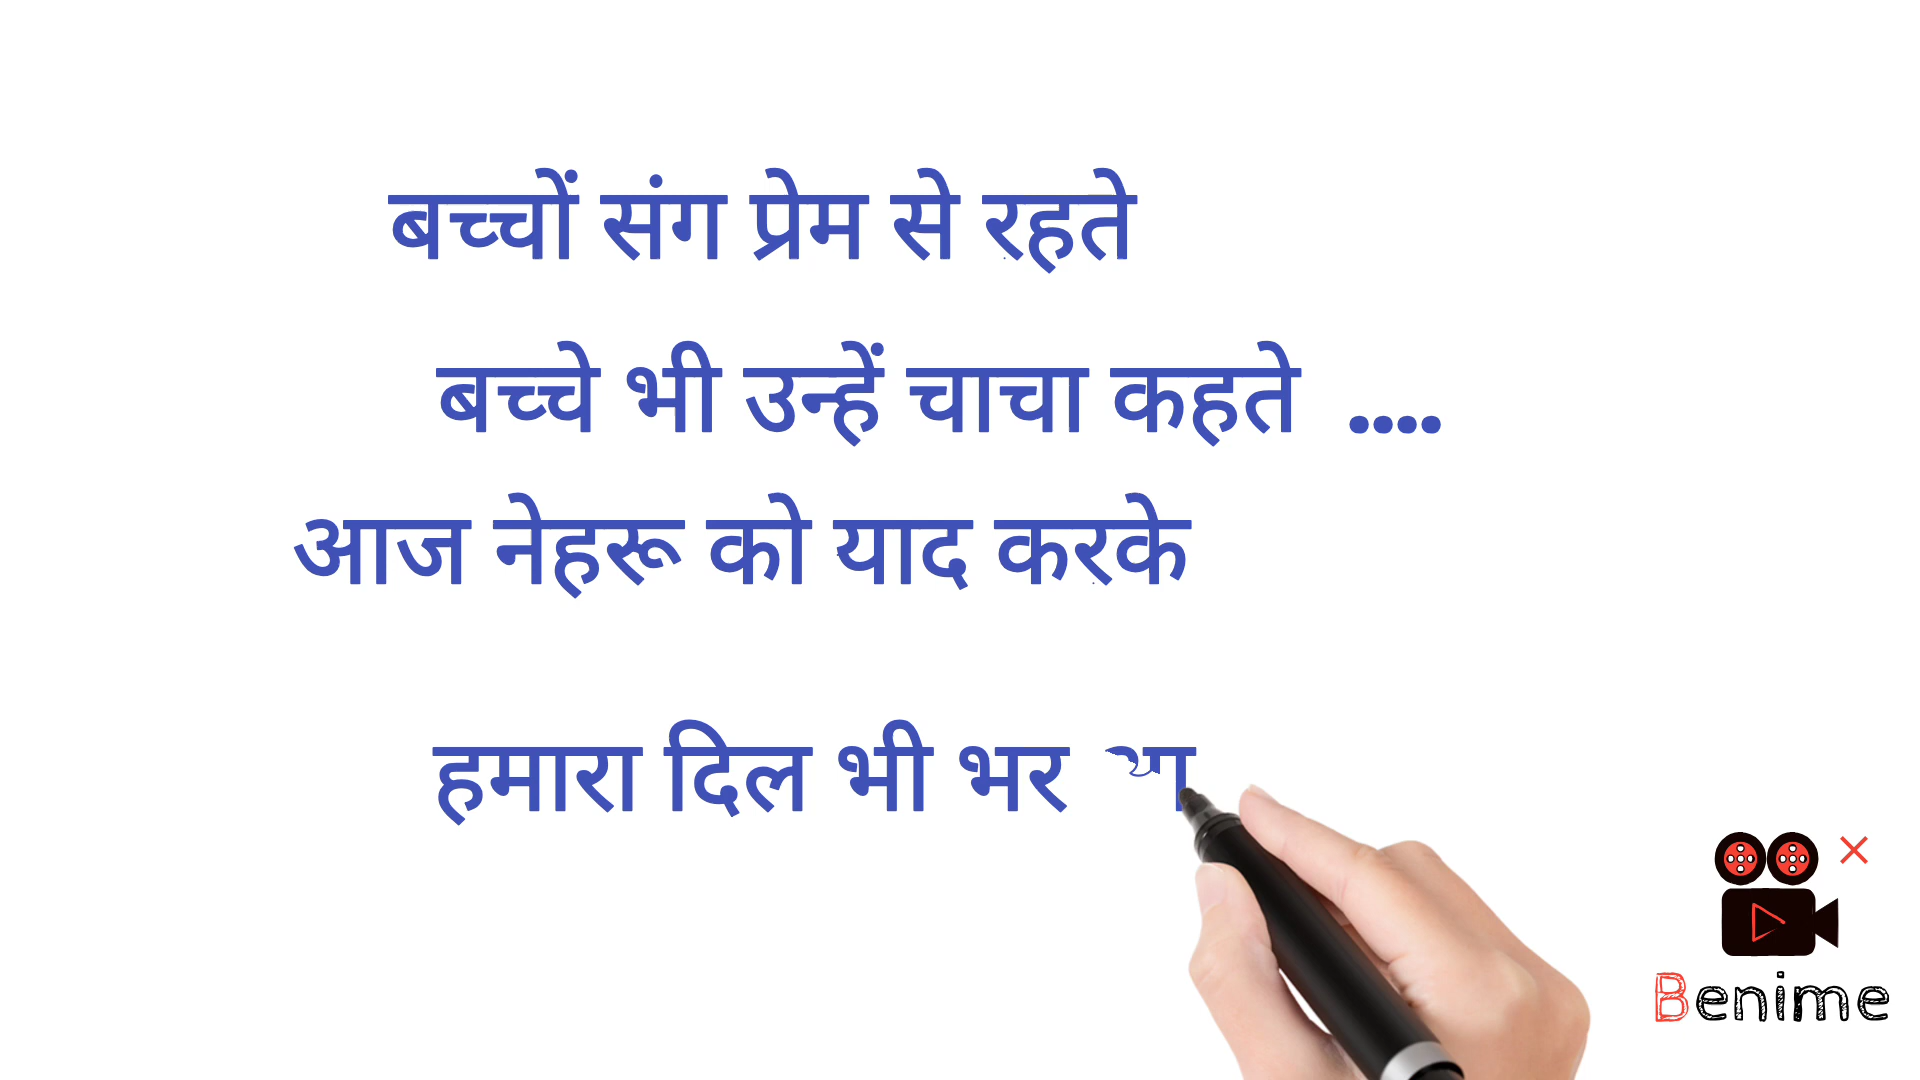 बच्चों संग प्रेम से रहते
बच्चे भी उन्हें चाचा कहते ....
आज नेहरू को याद करके
हमारा दिल भी भर
Benime